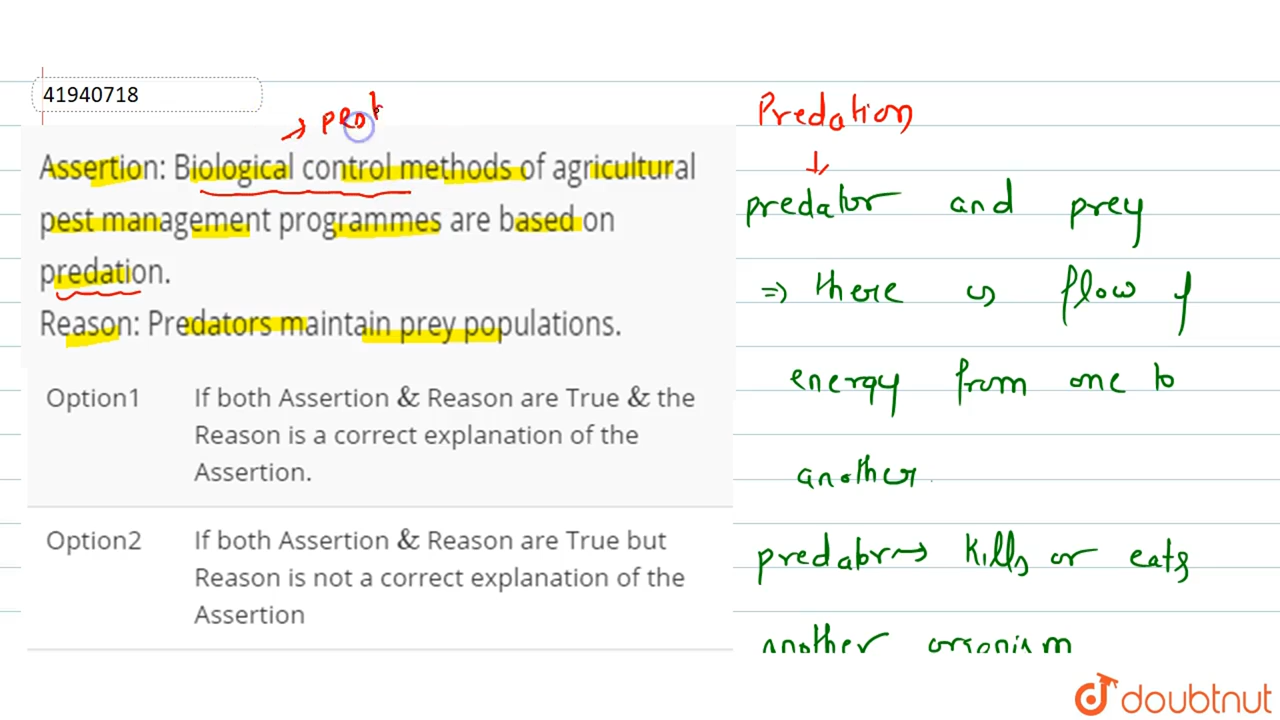 41940718
→ pest
Assertion: Biological control methods of agricultural
pest management programmes are based on
predation.
Reason: Predators maintain prey populations.
Option1 If both Assertion & Reason are True & the
Reason is a correct explanation of the
Assertion.
Option2 If both Assertion & Reason are True but
Reason is not a correct explanation of the
Assertion
Predation
↓
predator and prey
⇒ there is flow of
energy from one to
another.
predator → kills or eats
another organism
doubtnut